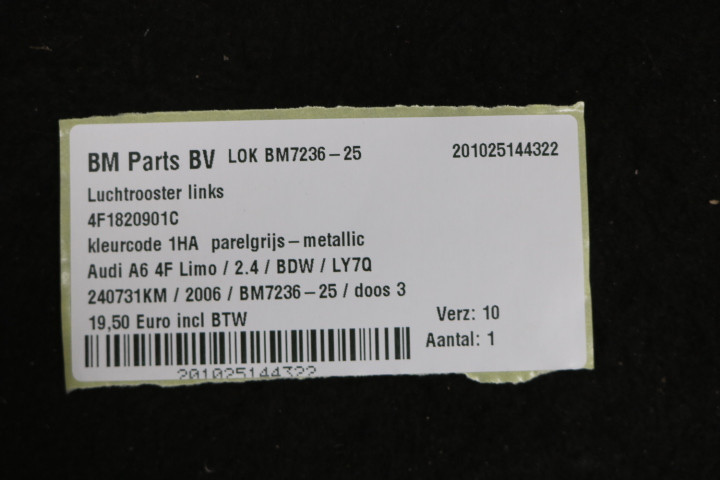 BM Parts BV LOK BM7236-25 201025144322
Luchtrooster links
4F1820901C
kleurcode 1HA parelgrijs-metallic
Audi A6 4F Limo / 2.4 / BDW / LY7Q
240731KM / 2006 / BM7236-25 / doos 3
19,50 Euro incl BTW Verz: 10
Aantal: 1
201025144322